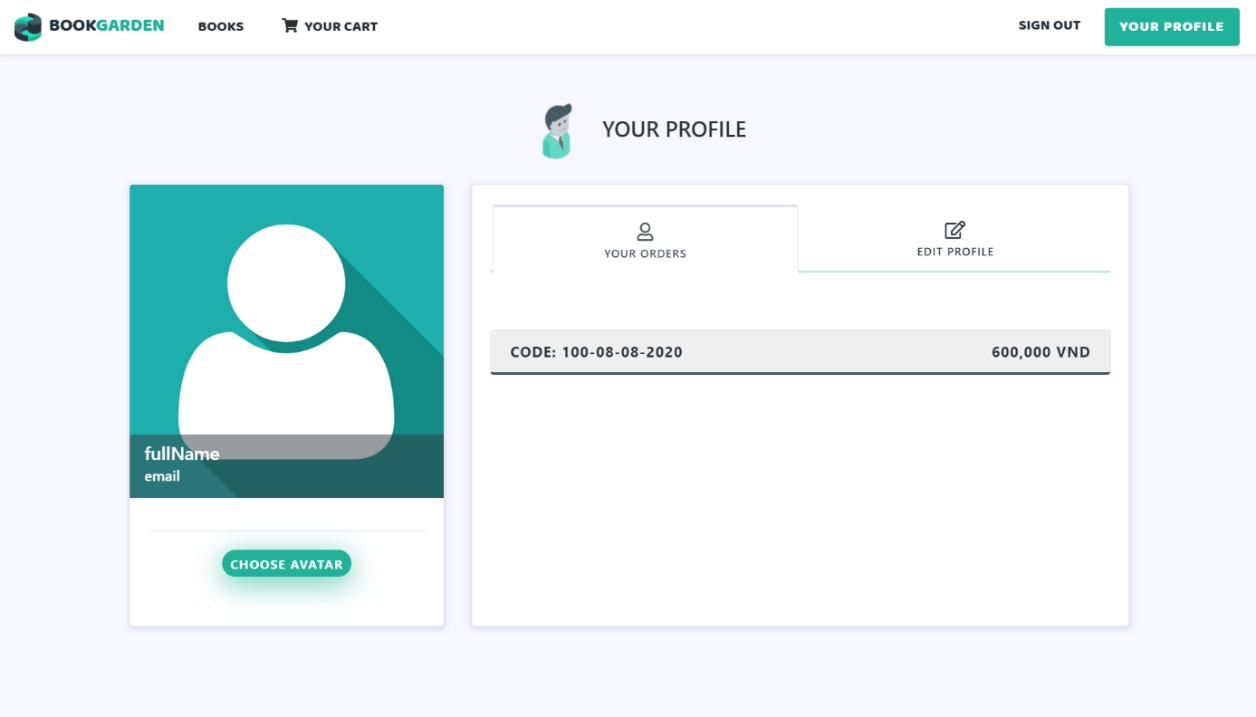 BOOKGARDEN BOOKS YOUR CART SIGN OUT YOUR PROFILE
YOUR PROFILE
YOUR ORDERS EDIT PROFILE
CODE: 100-08-08-2020 600,000 VND
fullName
email
CHOOSE AVATAR